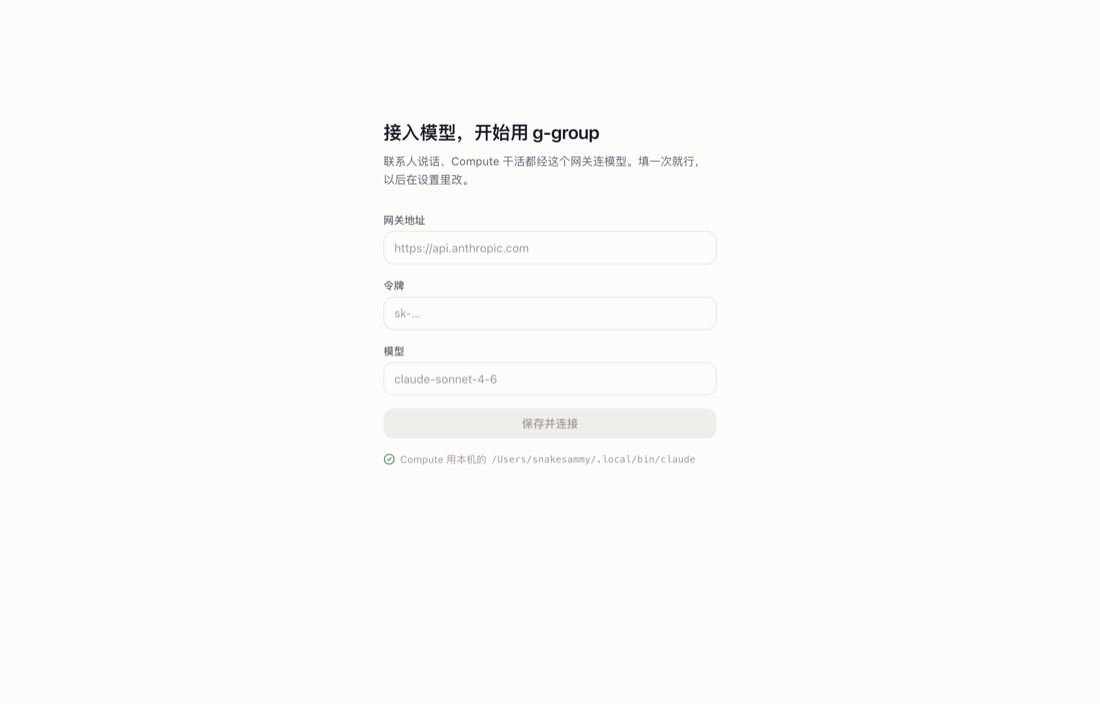 接入模型，开始用 g-group
联系人说话、Compute 干活都经这个网关连模型。填一次就行，
以后在设置里改。
网关地址
https://api.anthropic.com
令牌
sk-...
模型
claude-sonnet-4-6
保存并连接
Compute 用本机的 /Users/snakesammy/.local/bin/claude